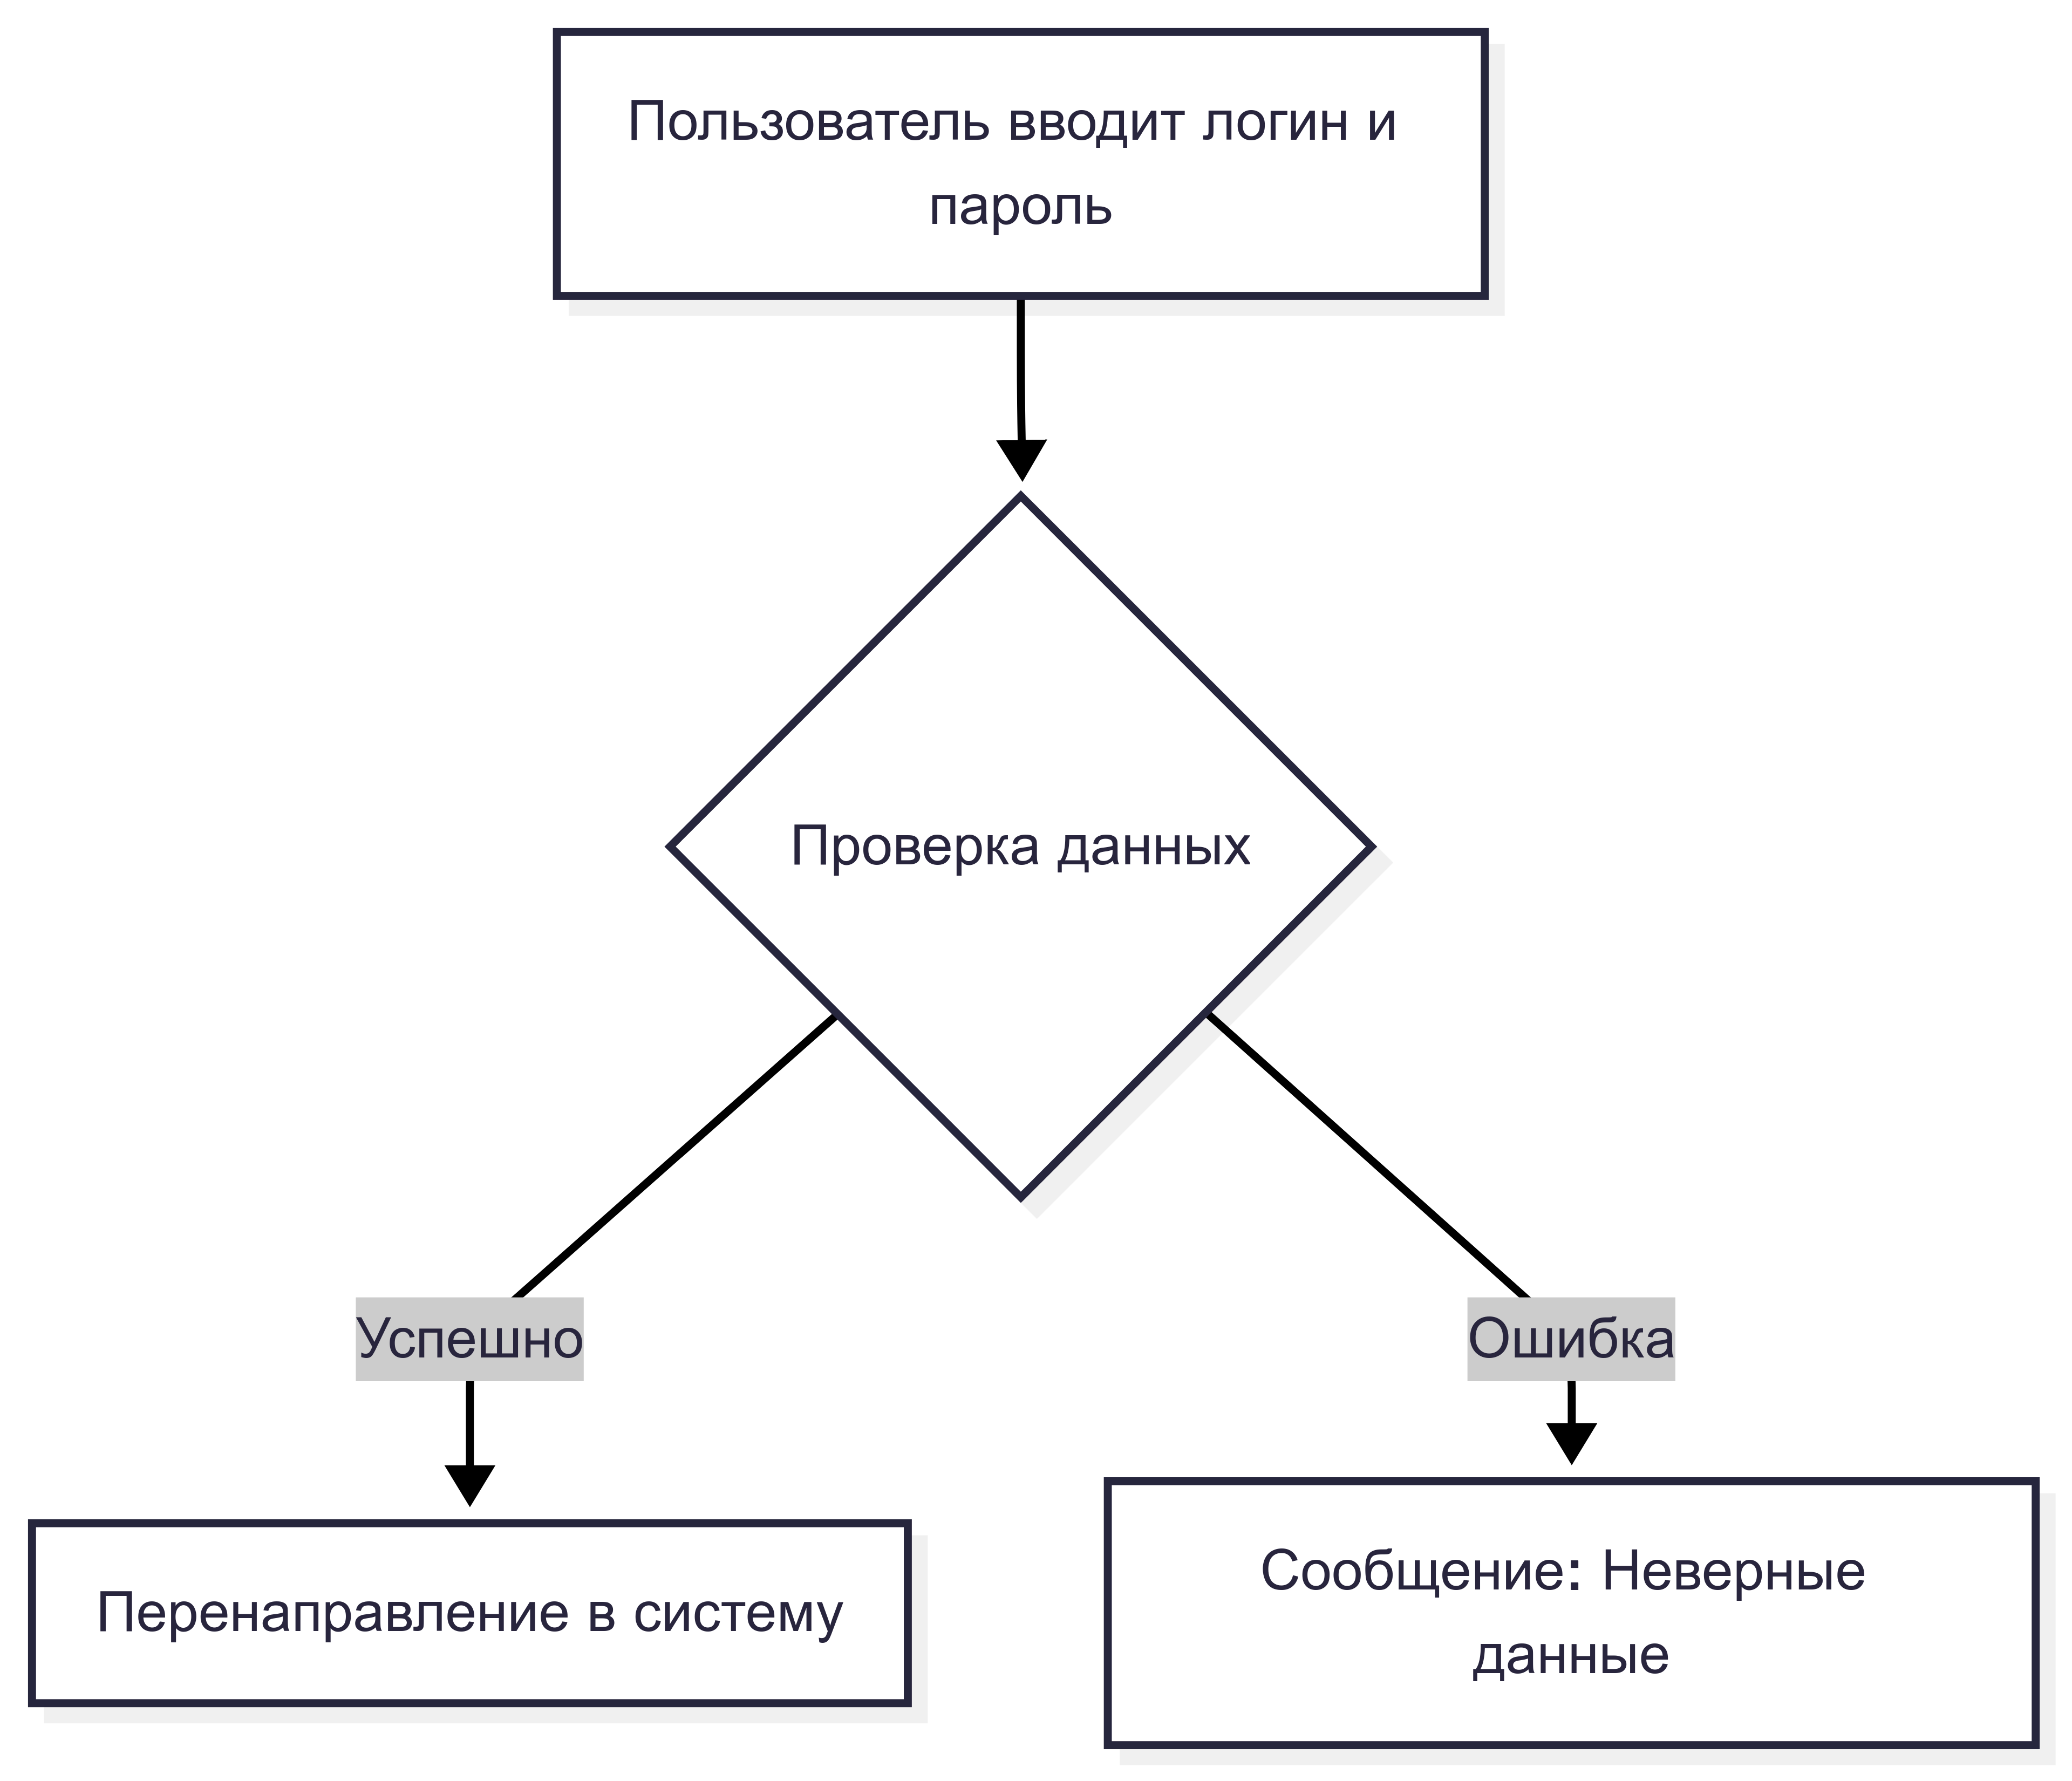 Пользователь вводит логин и
пароль
Проверка данных
Успешно
Ошибка
Перенаправление в систему
Сообщение: Неверные
данные